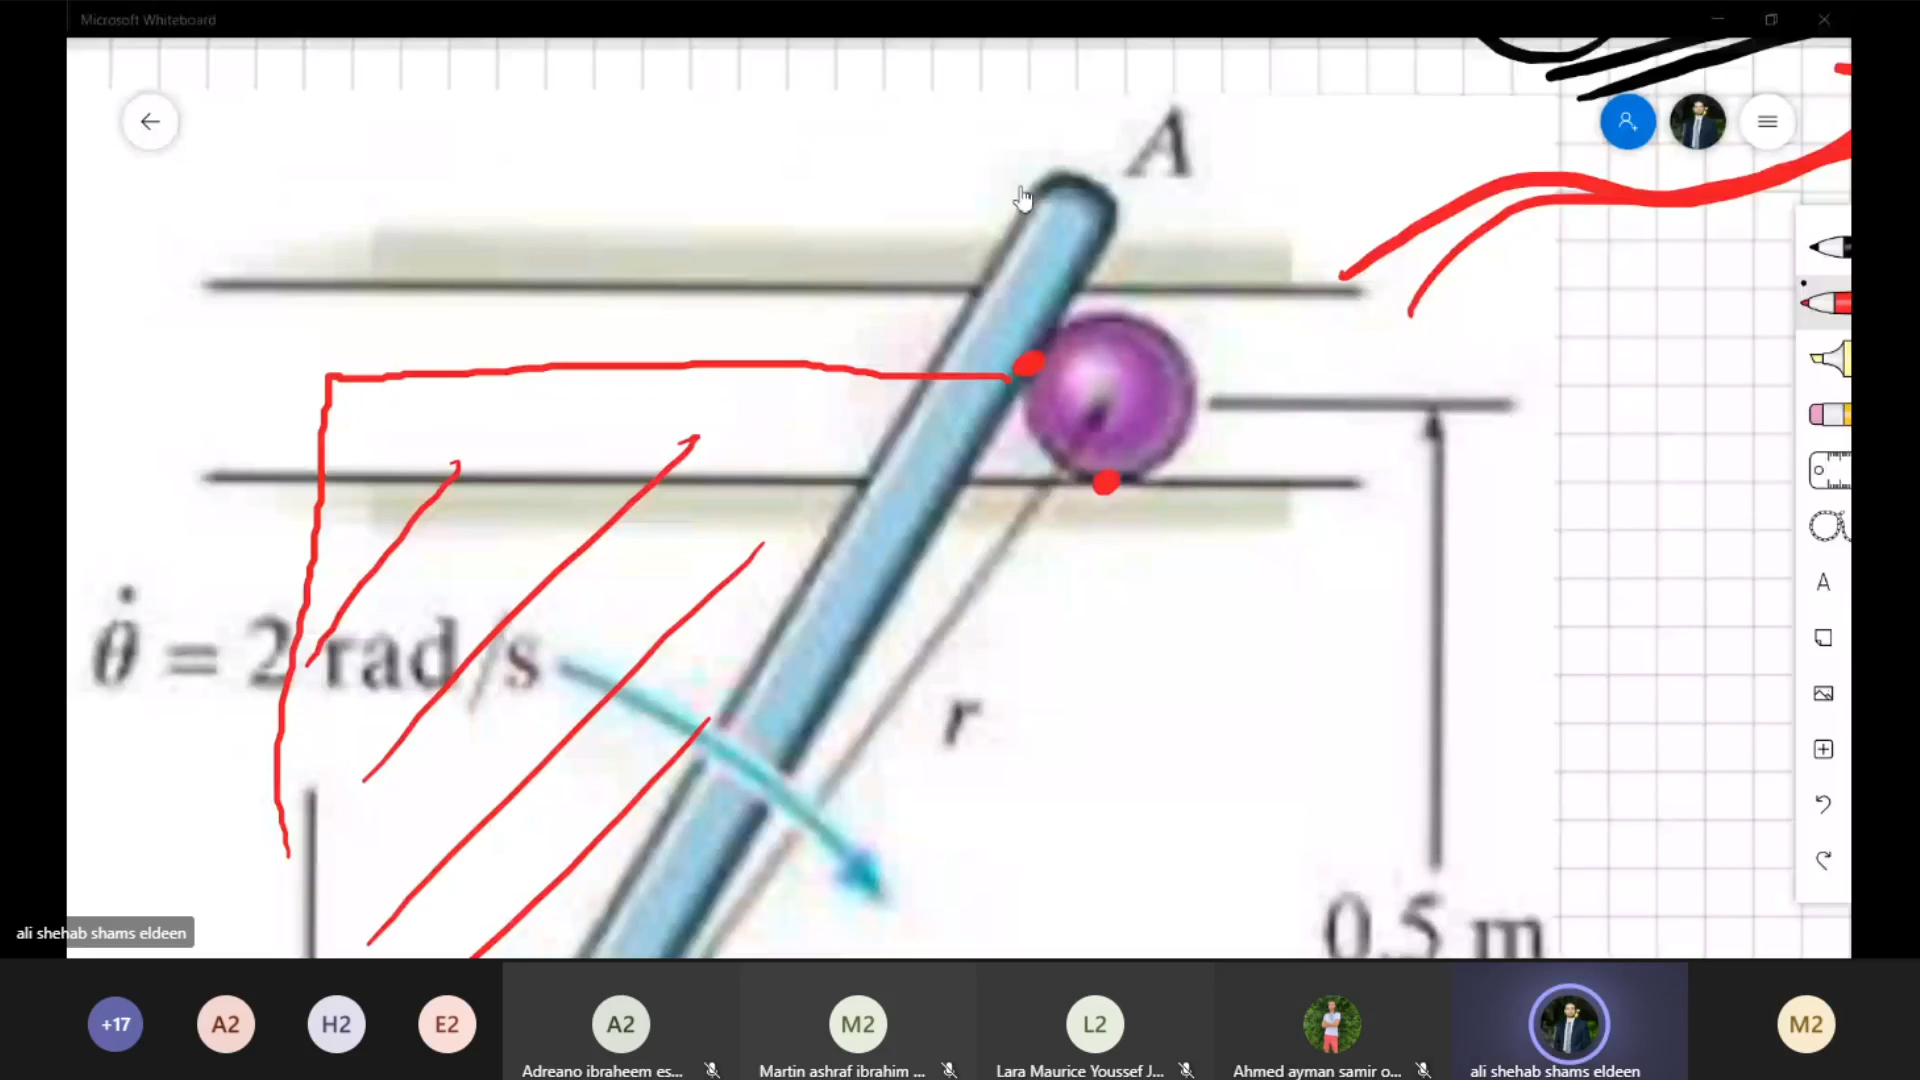 Microsoft Whiteboard
A
A
θ̇ = 2 rad/s
r
0.5 m
ali shehab shams eldeen
+17
A2
H2
E2
A2
M2
L2
M2
Adreano ibraheem es...
Martin ashraf ibrahim ...
Lara Maurice Youssef J...
Ahmed ayman samir o...
ali shehab shams eldeen